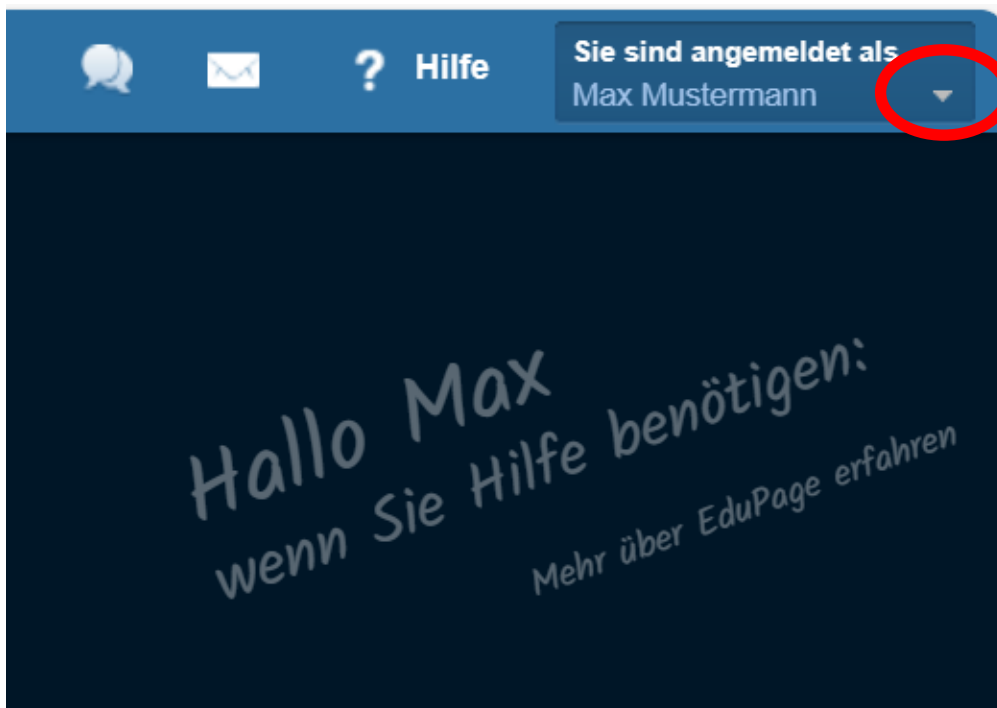 ? Hilfe
Sie sind angemeldet als
Max Mustermann
Hallo Max
wenn Sie Hilfe benötigen:
Mehr über EduPage erfahren